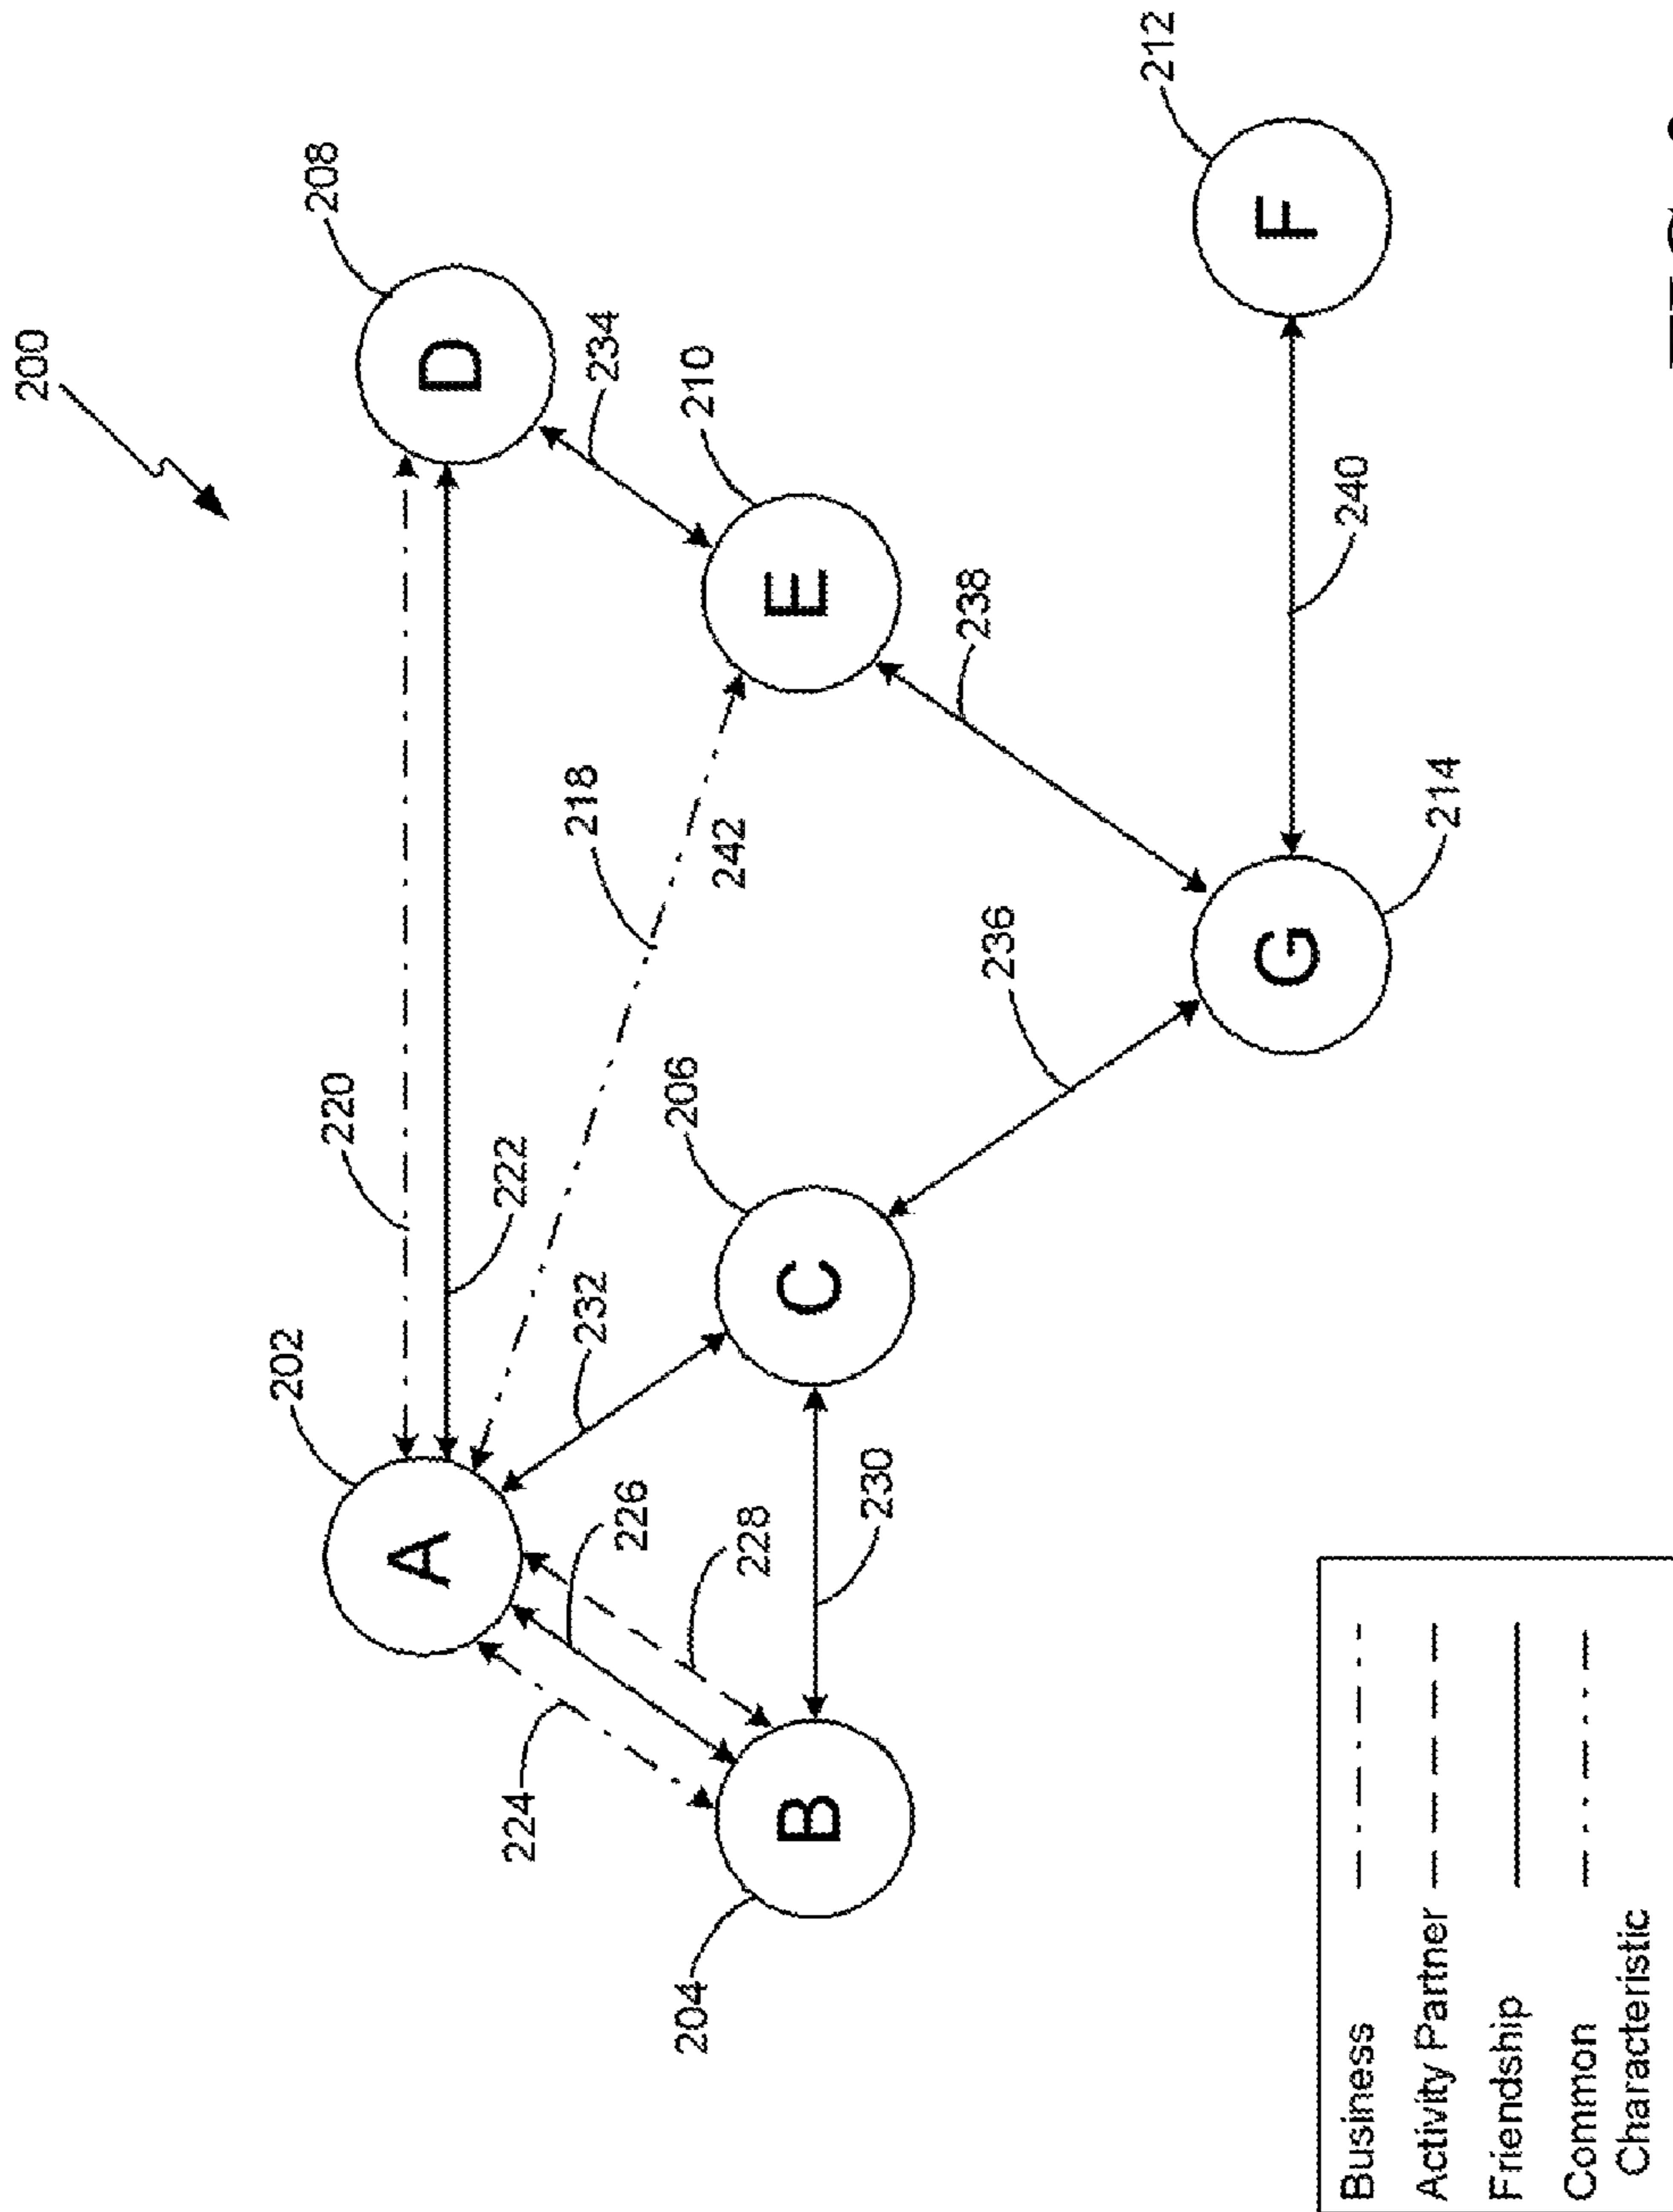 200
202
220
222
208
D
A
234
218
242
210
E
232
226
228
224
206
C
230
B
204
238
236
G
214
240
F
212
Business
Activity Partner
Friendship
Common
Characteristic